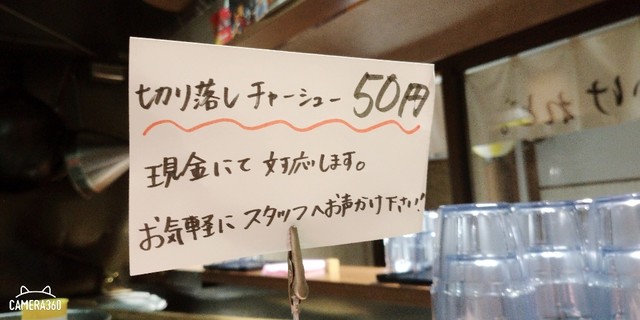 切り落しチャーシュー 50円
現金にて対応します。
お気軽にスタッフへお声かけ下さい!
CAMERA360